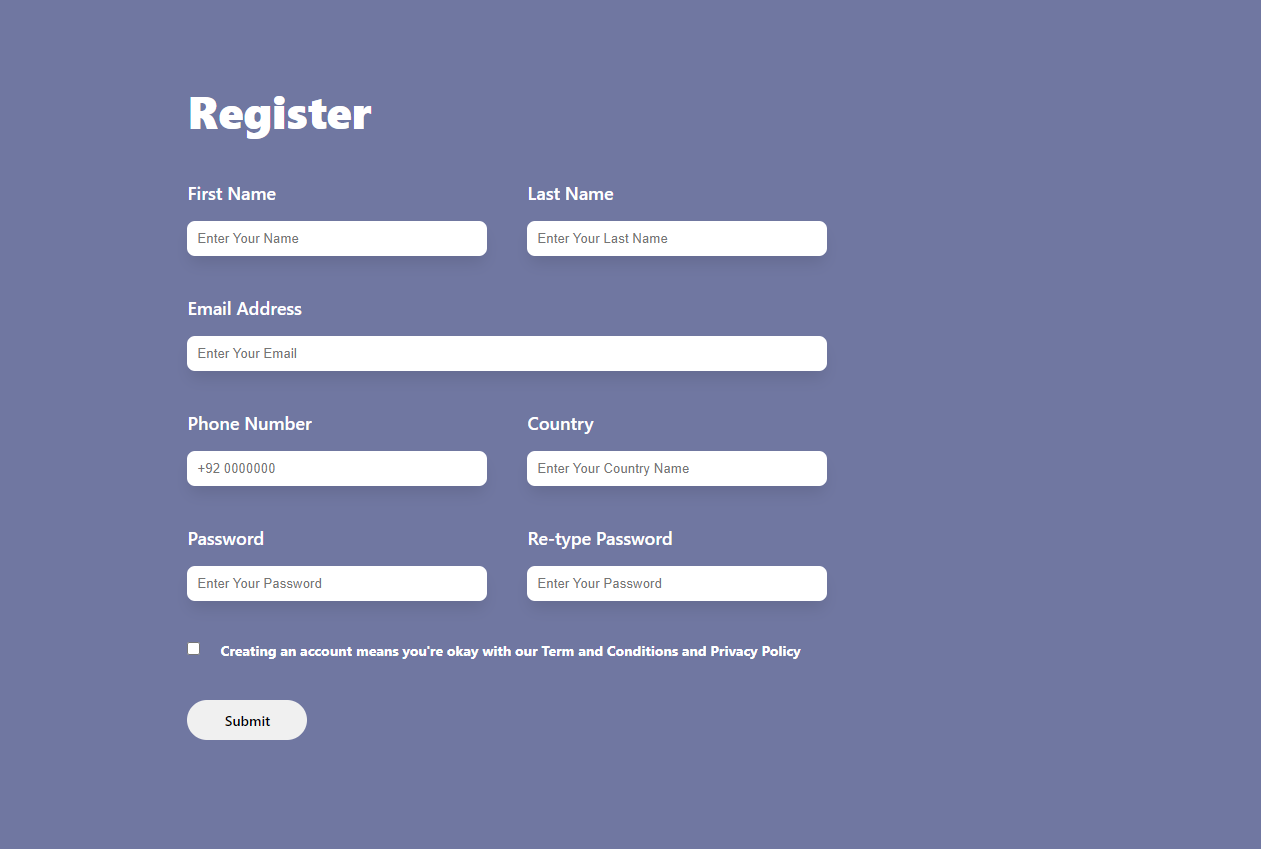 Register
First Name Last Name
Enter Your Name Enter Your Last Name
Email Address
Enter Your Email
Phone Number Country
+92 0000000 Enter Your Country Name
Password Re-type Password
Enter Your Password Enter Your Password
Creating an account means you're okay with our Term and Conditions and Privacy Policy
Submit